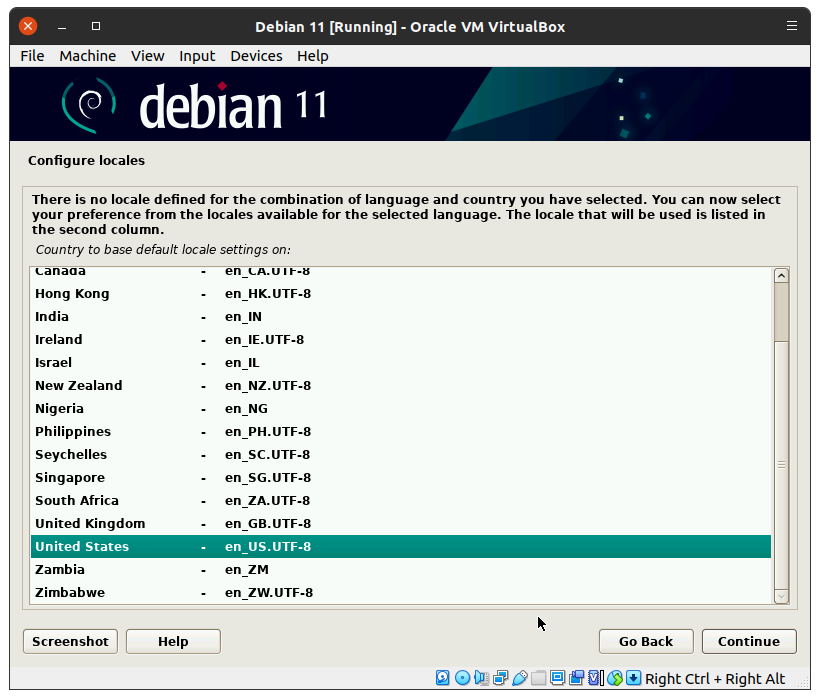 Debian 11 [Running] - Oracle VM VirtualBox
File Machine View Input Devices Help
debian 11
Configure locales
There is no locale defined for the combination of language and country you have selected. You can now select
your preference from the locales available for the selected language. The locale that will be used is listed in
the second column.
Country to base default locale settings on:
Canada - en_CA.UTF-8
Hong Kong - en_HK.UTF-8
India - en_IN
Ireland - en_IE.UTF-8
Israel - en_IL
New Zealand - en_NZ.UTF-8
Nigeria - en_NG
Philippines - en_PH.UTF-8
Seychelles - en_SC.UTF-8
Singapore - en_SG.UTF-8
South Africa - en_ZA.UTF-8
United Kingdom - en_GB.UTF-8
United States - en_US.UTF-8
Zambia - en_ZM
Zimbabwe - en_ZW.UTF-8
Screenshot Help Go Back Continue
Right Ctrl + Right Alt